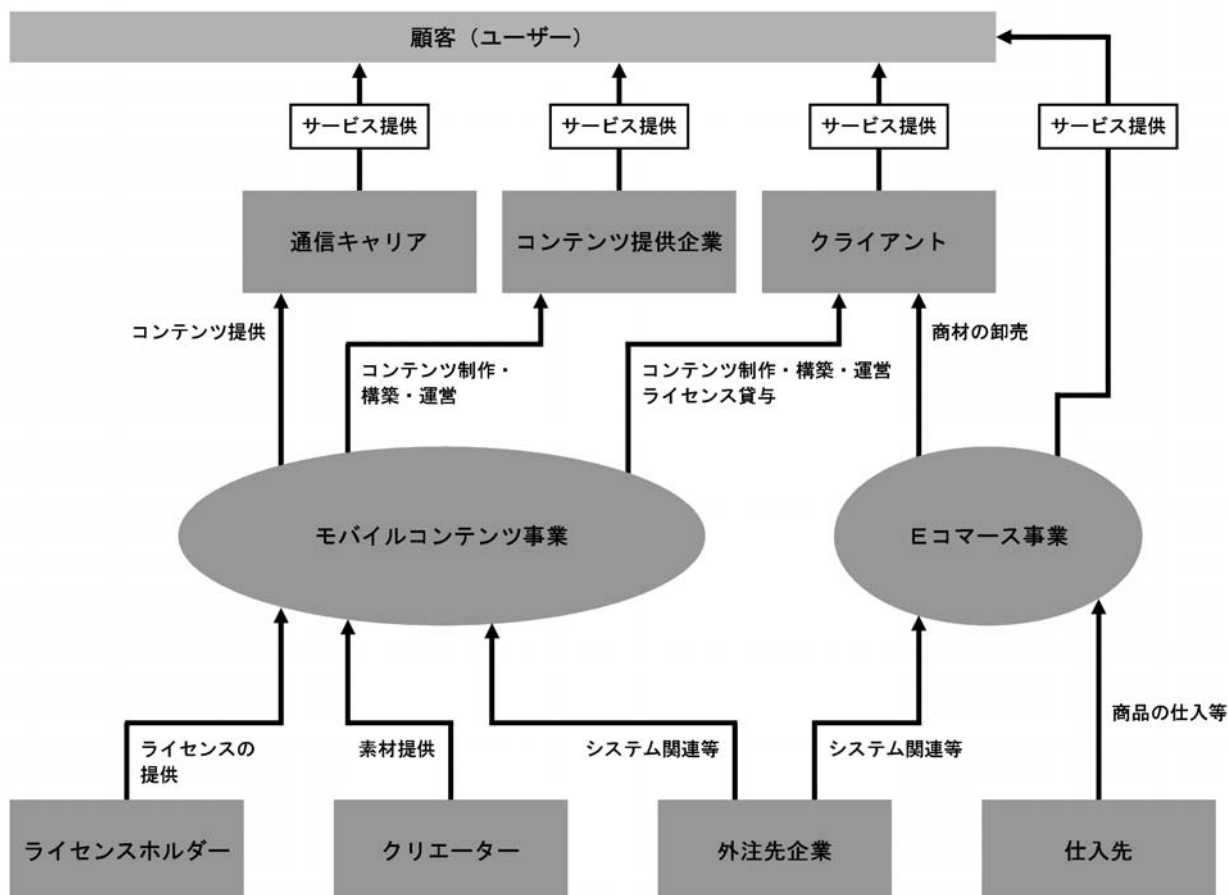 顧客（ユーザー）
サービス提供
サービス提供
サービス提供
サービス提供
通信キャリア
コンテンツ提供企業
クライアント
コンテンツ提供
コンテンツ制作・
構築・運営
コンテンツ制作・構築・運営
ライセンス貸与
商材の卸売
モバイルコンテンツ事業
Ｅコマース事業
ライセンスの
提供
素材提供
システム関連等
システム関連等
商品の仕入等
ライセンスホルダー
クリエーター
外注先企業
仕入先